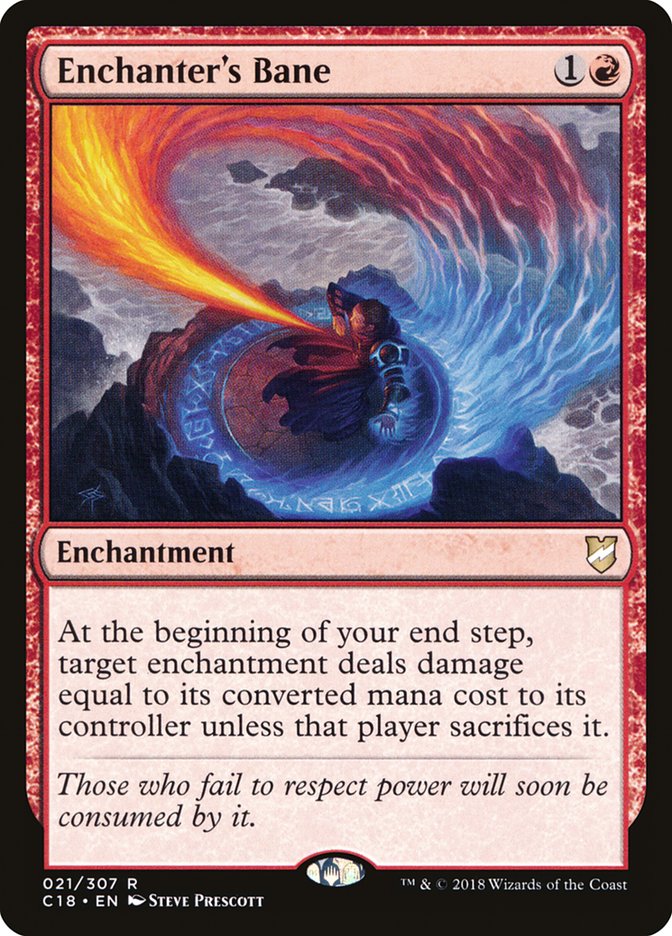 Enchanter's Bane 1
Enchantment
At the beginning of your end step,
target enchantment deals damage
equal to its converted mana cost to its
controller unless that player sacrifices it.
Those who fail to respect power will soon be
consumed by it.
021/307 R
C18 • EN Steve Prescott
™ & © 2018 Wizards of the Coast